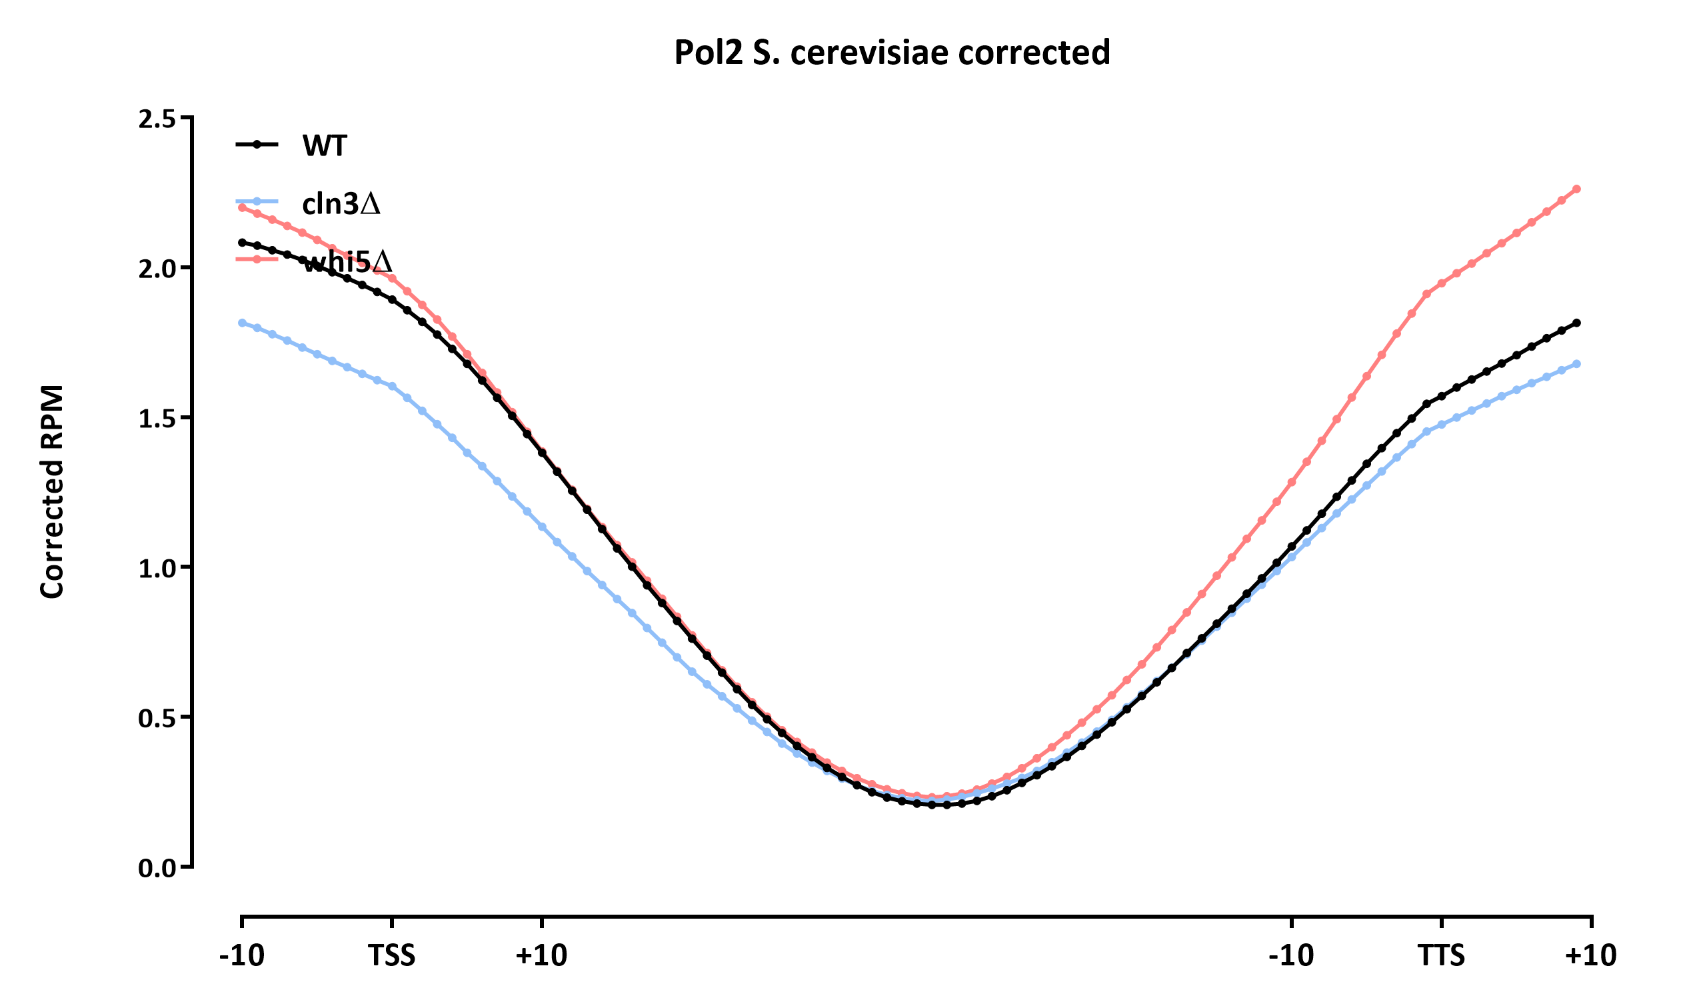 Pol2 S. cerevisiae corrected
2.5
WT
cln3Δ
whi5Δ
2.0
1.5
1.0
0.5
0.0
Corrected RPM
-10 TSS +10 -10 TTS +10